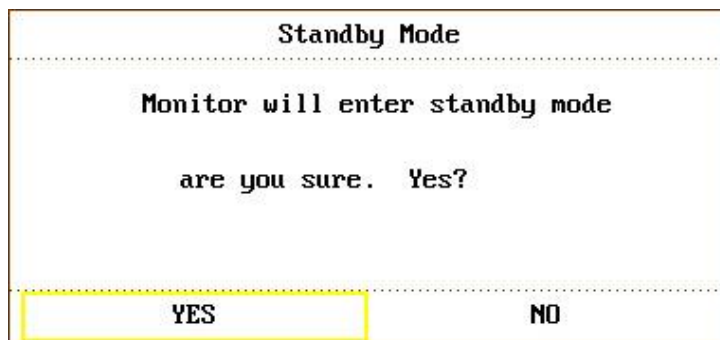 Standby Mode
Monitor will enter standby mode
are you sure. Yes?
YES NO